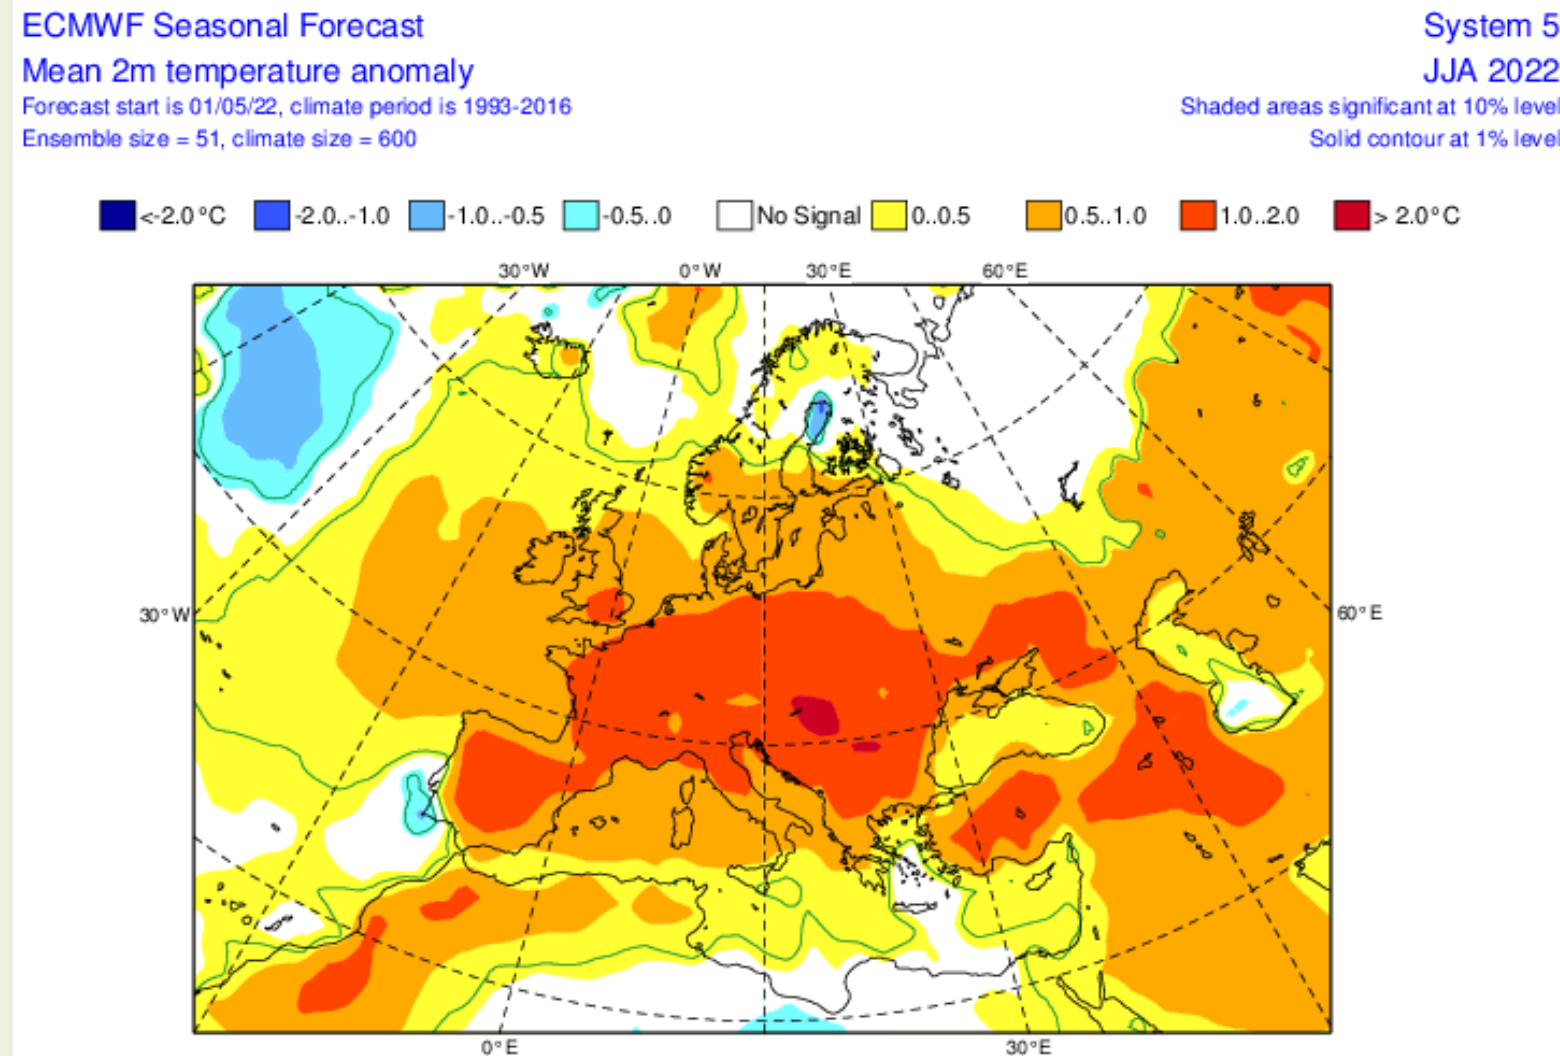 ECMWF Seasonal Forecast
System 5
Mean 2m temperature anomaly
JJA 2022
Forecast start is 01/05/22, climate period is 1993-2016
Shaded areas significant at 10% level
Ensemble size = 51, climate size = 600
Solid contour at 1% level
<-2.0°C -2.0..-1.0 -1.0..-0.5 -0.5..0 No Signal 0..0.5 0.5..1.0 1.0..2.0 > 2.0°C
30°W 0°W 30°E 60°E
30°W
60°E
0°E 30°E